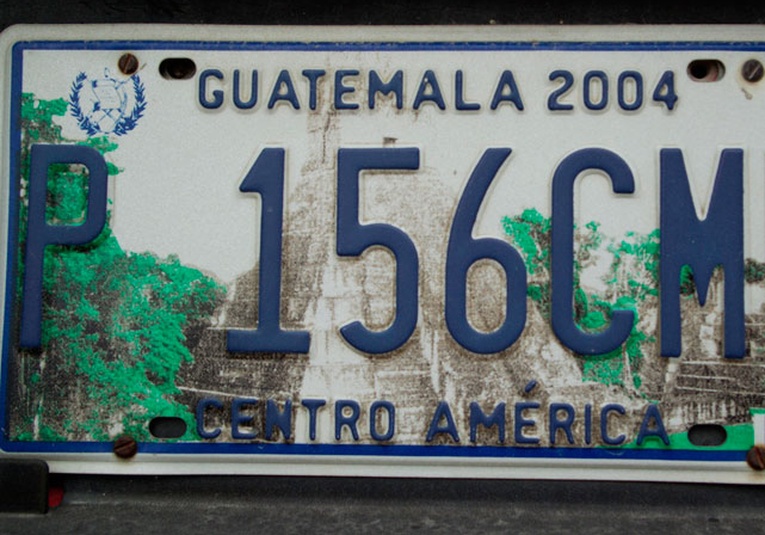 GUATEMALA 2004
P 156CM
CENTRO AMÉRICA